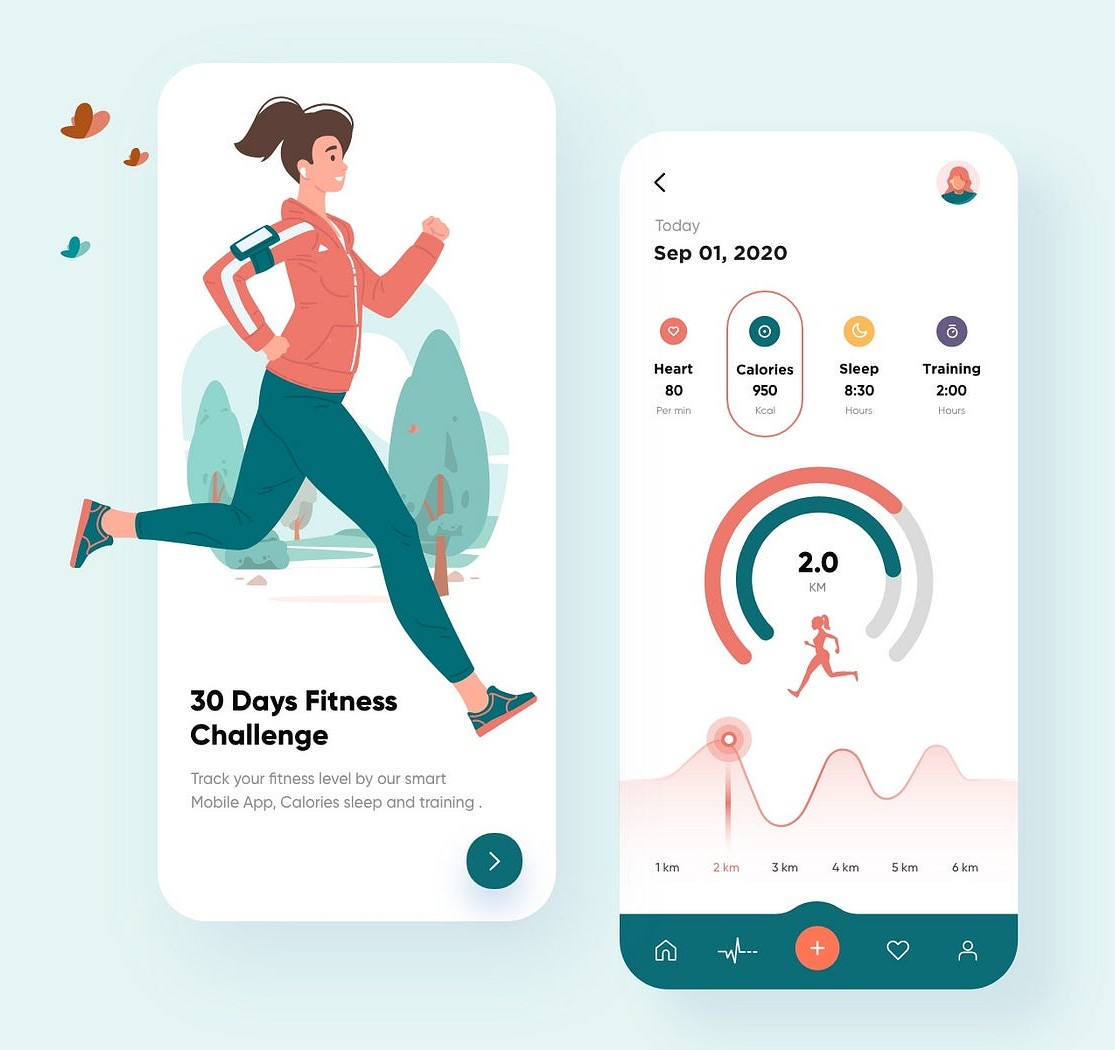 30 Days Fitness
Challenge
Track your fitness level by our smart
Mobile App, Calories sleep and training .
Today
Sep 01, 2020
Heart Calories Sleep Training
80 950 8:30 2:00
Per min Kcal Hours Hours
2.0
KM
1 km 2 km 3 km 4 km 5 km 6 km